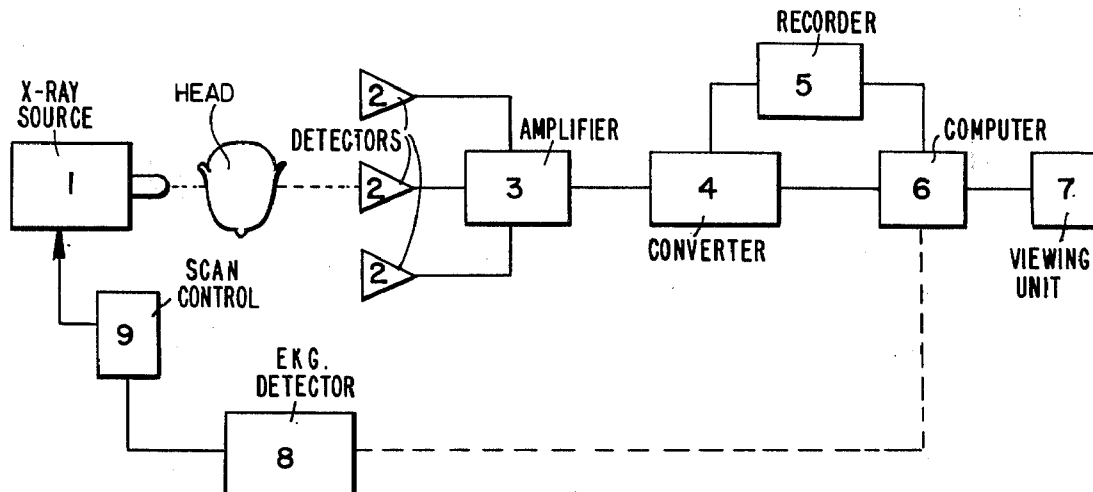 RECORDER
5
X-RAY
SOURCE
HEAD
1
2
DETECTORS
2
2
AMPLIFIER
3
4
CONVERTER
COMPUTER
6
7
VIEWING
UNIT
SCAN
CONTROL
9
EKG.
DETECTOR
8